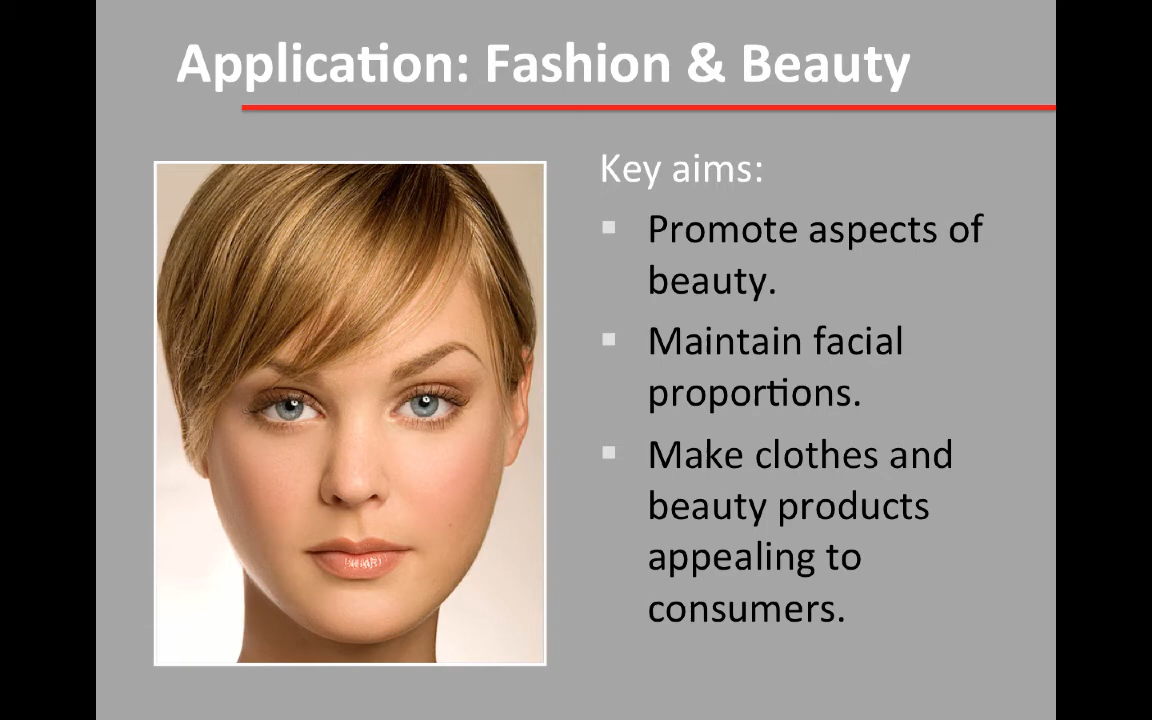 Application: Fashion & Beauty
Key aims:
Promote aspects of
beauty.
Maintain facial
proportions.
Make clothes and
beauty products
appealing to
consumers.